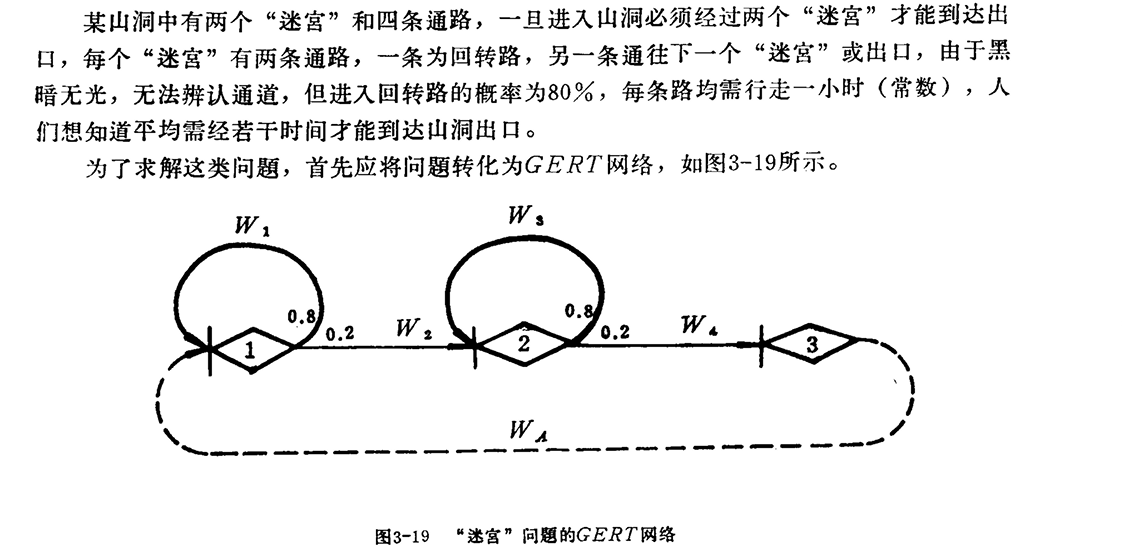 某山洞中有两个“迷宫”和四条通路，一旦进入山洞必须经过两个“迷宫”才能到达出
口，每个“迷宫”有两条通路，一条为回转路，另一条通往下一个“迷宫”或出口，由于黑
暗无光，无法辨认通道，但进入回转路的概率为80%，每条路均需行走一小时（常数），人
们想知道平均需经若干时间才能到达山洞出口。
为了求解这类问题，首先应将问题转化为GERT网络，如图3-19所示。
W₁
W₃
0.8
0.8
0.2
W₂
0.2
W₄
1
2
3
W_A
图3-19 “迷宫”问题的GERT网络